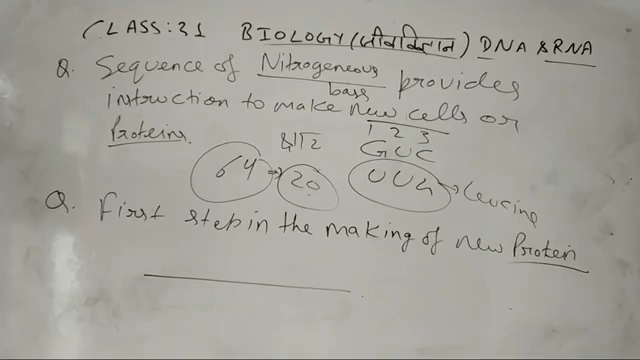 CLASS: 31 BIOLOGY (जीवविज्ञान) DNA & RNA
Q. Sequence of Nitrogeneous provides
base
instruction to make new cells or
Proteins.
1 2 3
GUC
64 → 20 UUG → Leucine
Q. First step in the making of new Protein